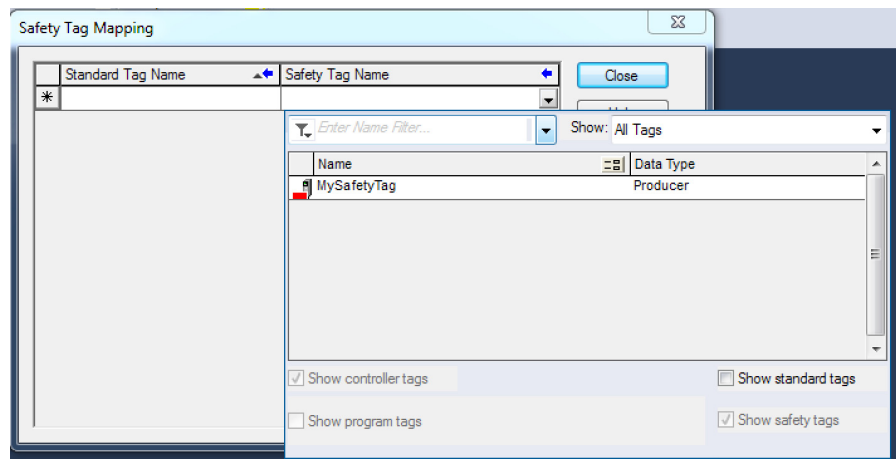 Safety Tag Mapping
Standard Tag Name Safety Tag Name Close
Enter Name Filter... Show: All Tags
Name Data Type
MySafetyTag Producer
Show controller tags Show standard tags
Show program tags Show safety tags